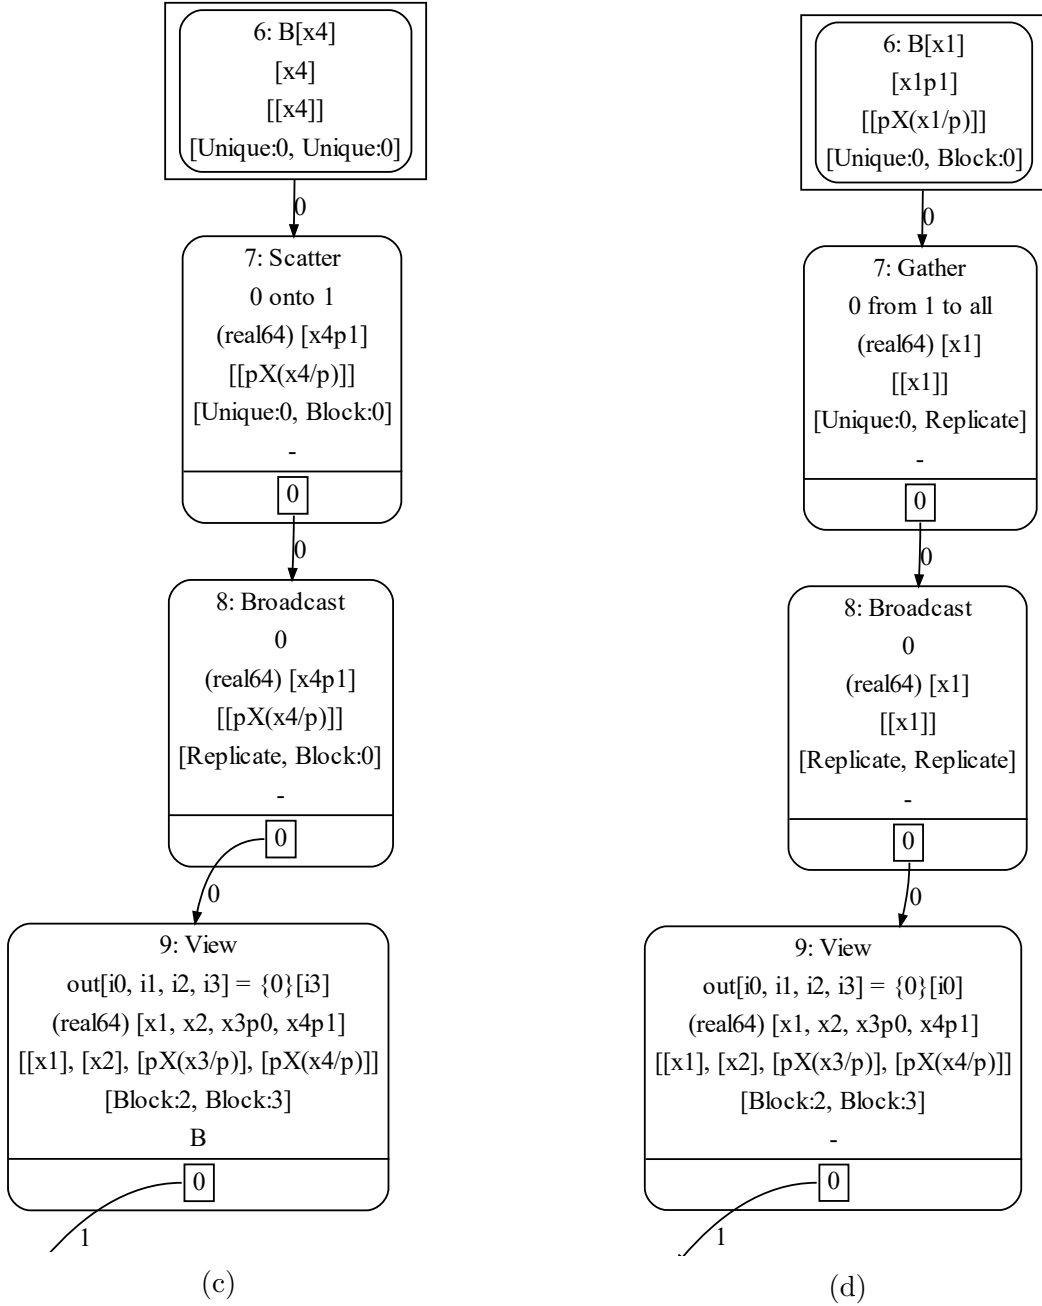 6: B[x4]
[x4]
[[x4]]
[Unique:0, Unique:0]
0
7: Scatter
0 onto 1
(real64) [x4p1]
[[pX(x4/p)]]
[Unique:0, Block:0]
-
0
0
8: Broadcast
0
(real64) [x4p1]
[[pX(x4/p)]]
[Replicate, Block:0]
-
0
0
9: View
out[i0, i1, i2, i3] = {0}[i3]
(real64) [x1, x2, x3p0, x4p1]
[[x1], [x2], [pX(x3/p)], [pX(x4/p)]]
[Block:2, Block:3]
B
0
1
(c)
6: B[x1]
[x1p1]
[[pX(x1/p)]]
[Unique:0, Block:0]
0
7: Gather
0 from 1 to all
(real64) [x1]
[[x1]]
[Unique:0, Replicate]
-
0
0
8: Broadcast
0
(real64) [x1]
[[x1]]
[Replicate, Replicate]
-
0
0
9: View
out[i0, i1, i2, i3] = {0}[i0]
(real64) [x1, x2, x3p0, x4p1]
[[x1], [x2], [pX(x3/p)], [pX(x4/p)]]
[Block:2, Block:3]
-
0
1
(d)